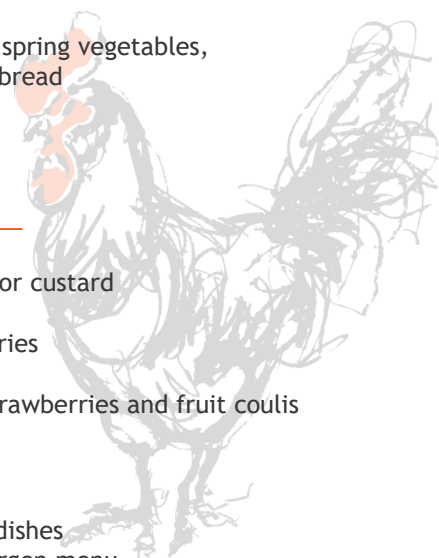 spring vegetables,
bread
or custard
ries
rawberries and fruit coulis
dishes